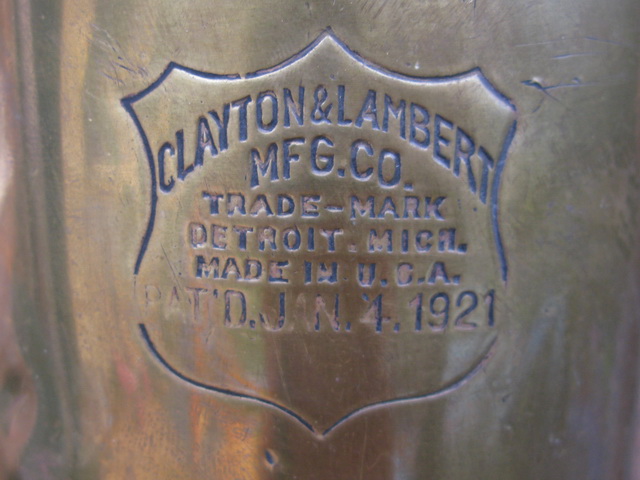 CLAYTON & LAMBERT
MFG. CO.
TRADE-MARK
DETROIT. MICH.
MADE IN U.S.A.
PAT'D. JAN. 4. 1921